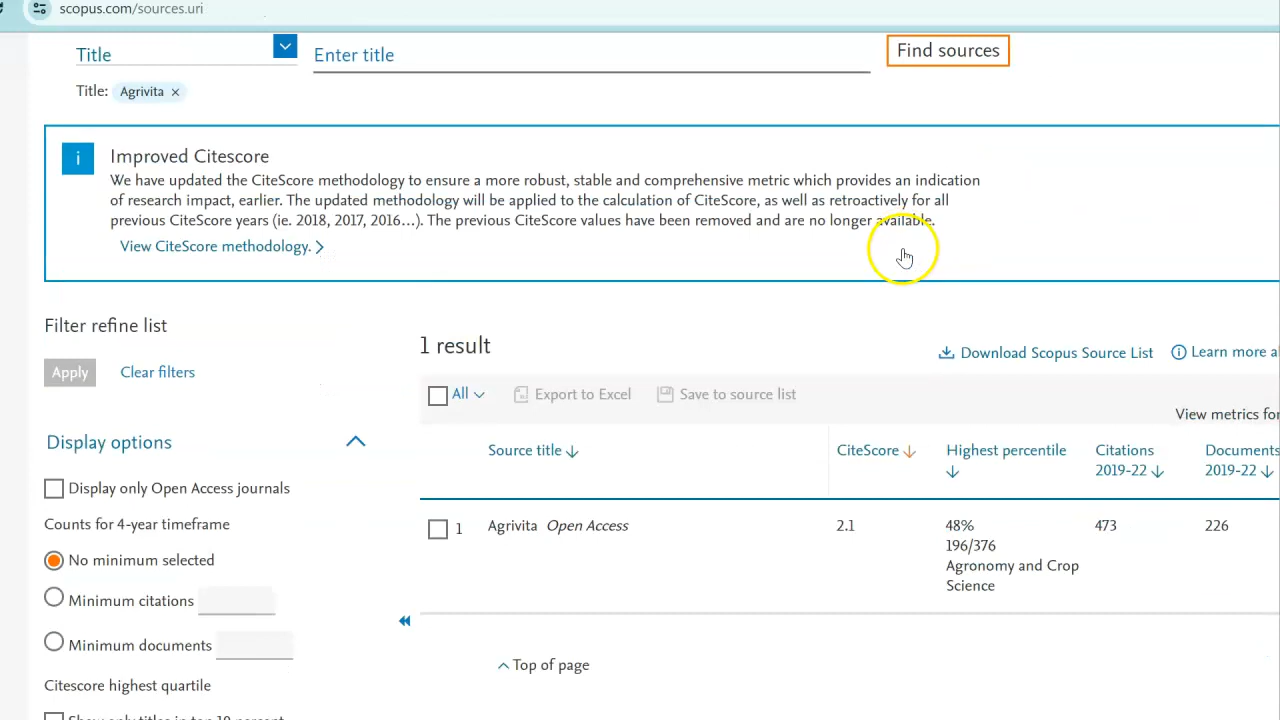 scopus.com/sources.uri
Title
Enter title
Find sources
Title: Agrivita ×
i
Improved Citescore
We have updated the CiteScore methodology to ensure a more robust, stable and comprehensive metric which provides an indication
of research impact, earlier. The updated methodology will be applied to the calculation of CiteScore, as well as retroactively for all
previous CiteScore years (ie. 2018, 2017, 2016...). The previous CiteScore values have been removed and are no longer available.
View CiteScore methodology.
Filter refine list
Apply
Clear filters
Display options
Display only Open Access journals
Counts for 4-year timeframe
No minimum selected
Minimum citations
Minimum documents
Citescore highest quartile
Show only titles in top 10 percent
1 result
Download Scopus Source List
Learn more
All
Export to Excel
Save to source list
View metrics for
Source title
CiteScore
Highest percentile
Citations
2019-22
Documents
2019-22
1
Agrivita Open Access
2.1
48%
196/376
Agronomy and Crop
Science
473
226
Top of page